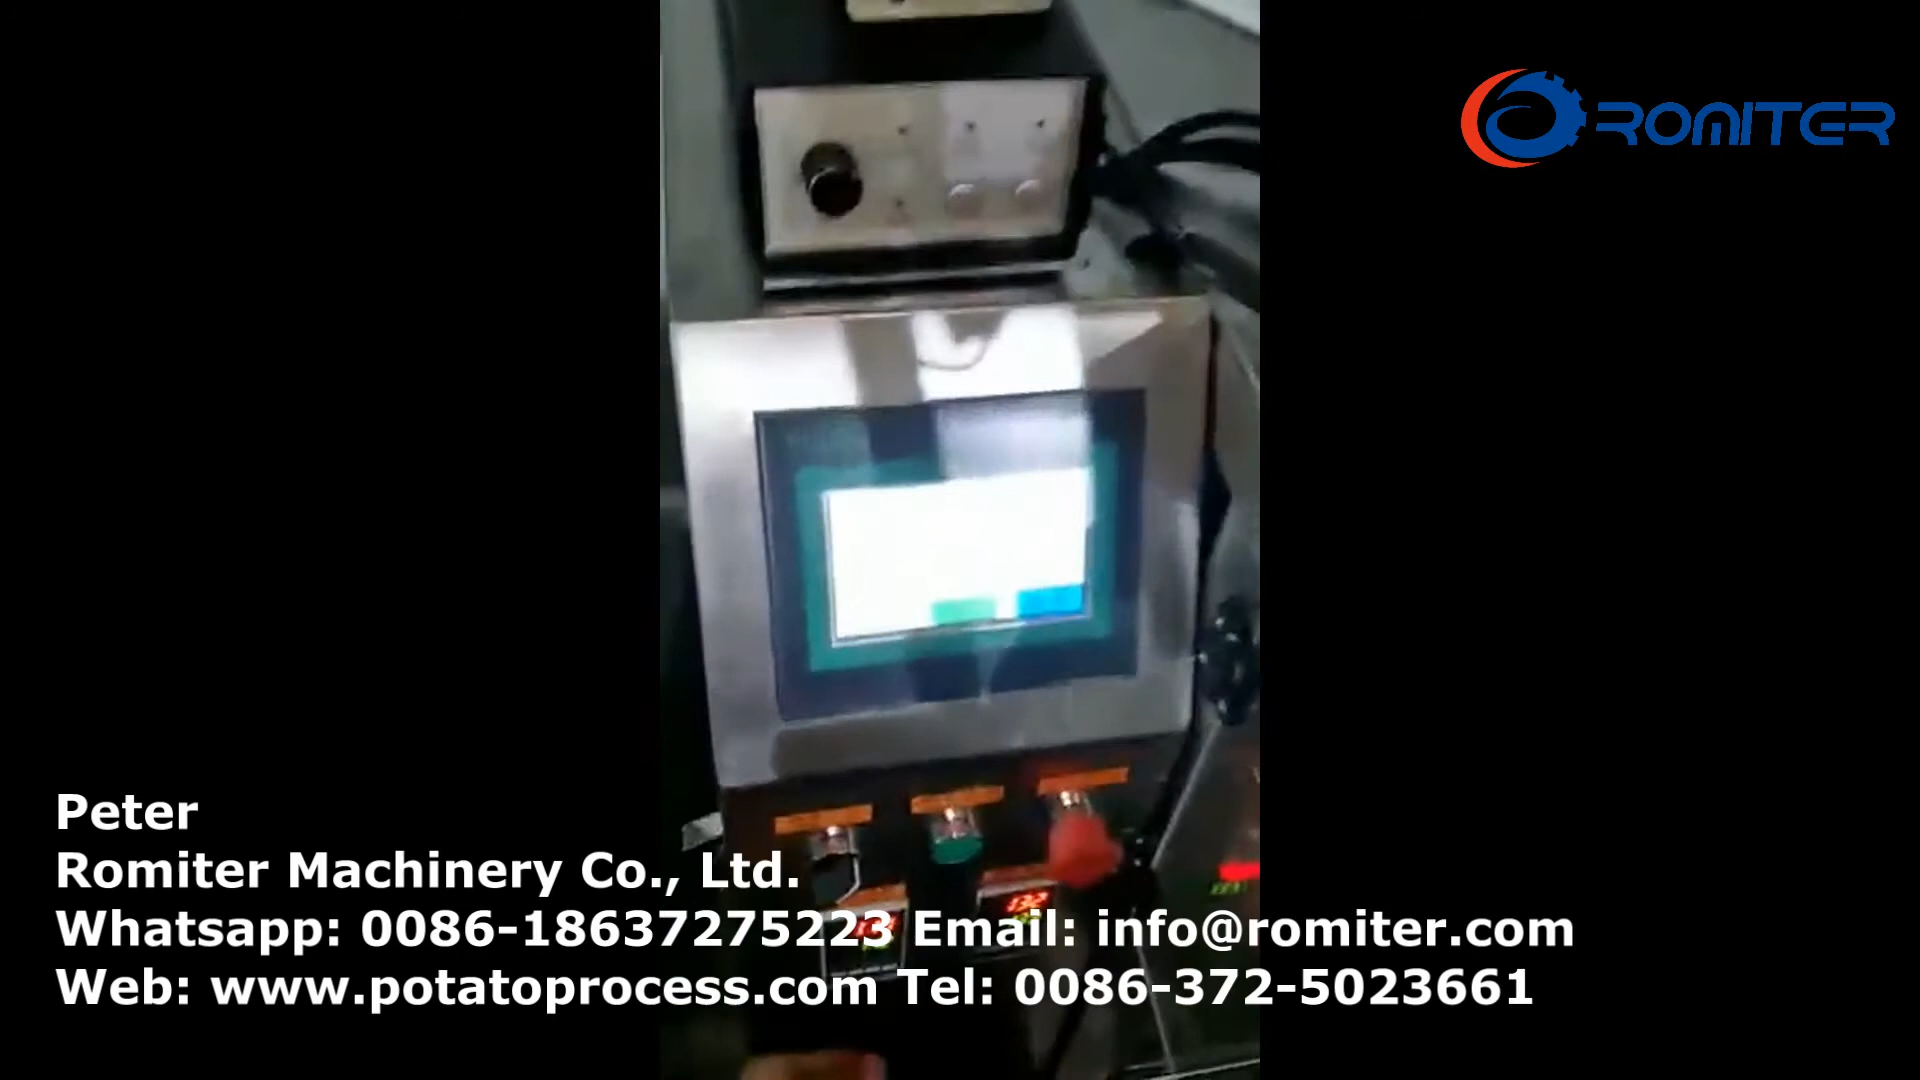 ROMITER
Peter
Romiter Machinery Co., Ltd.
Whatsapp: 0086-18637275223 Email: info@romiter.com
Web: www.potatoprocess.com Tel: 0086-372-5023661